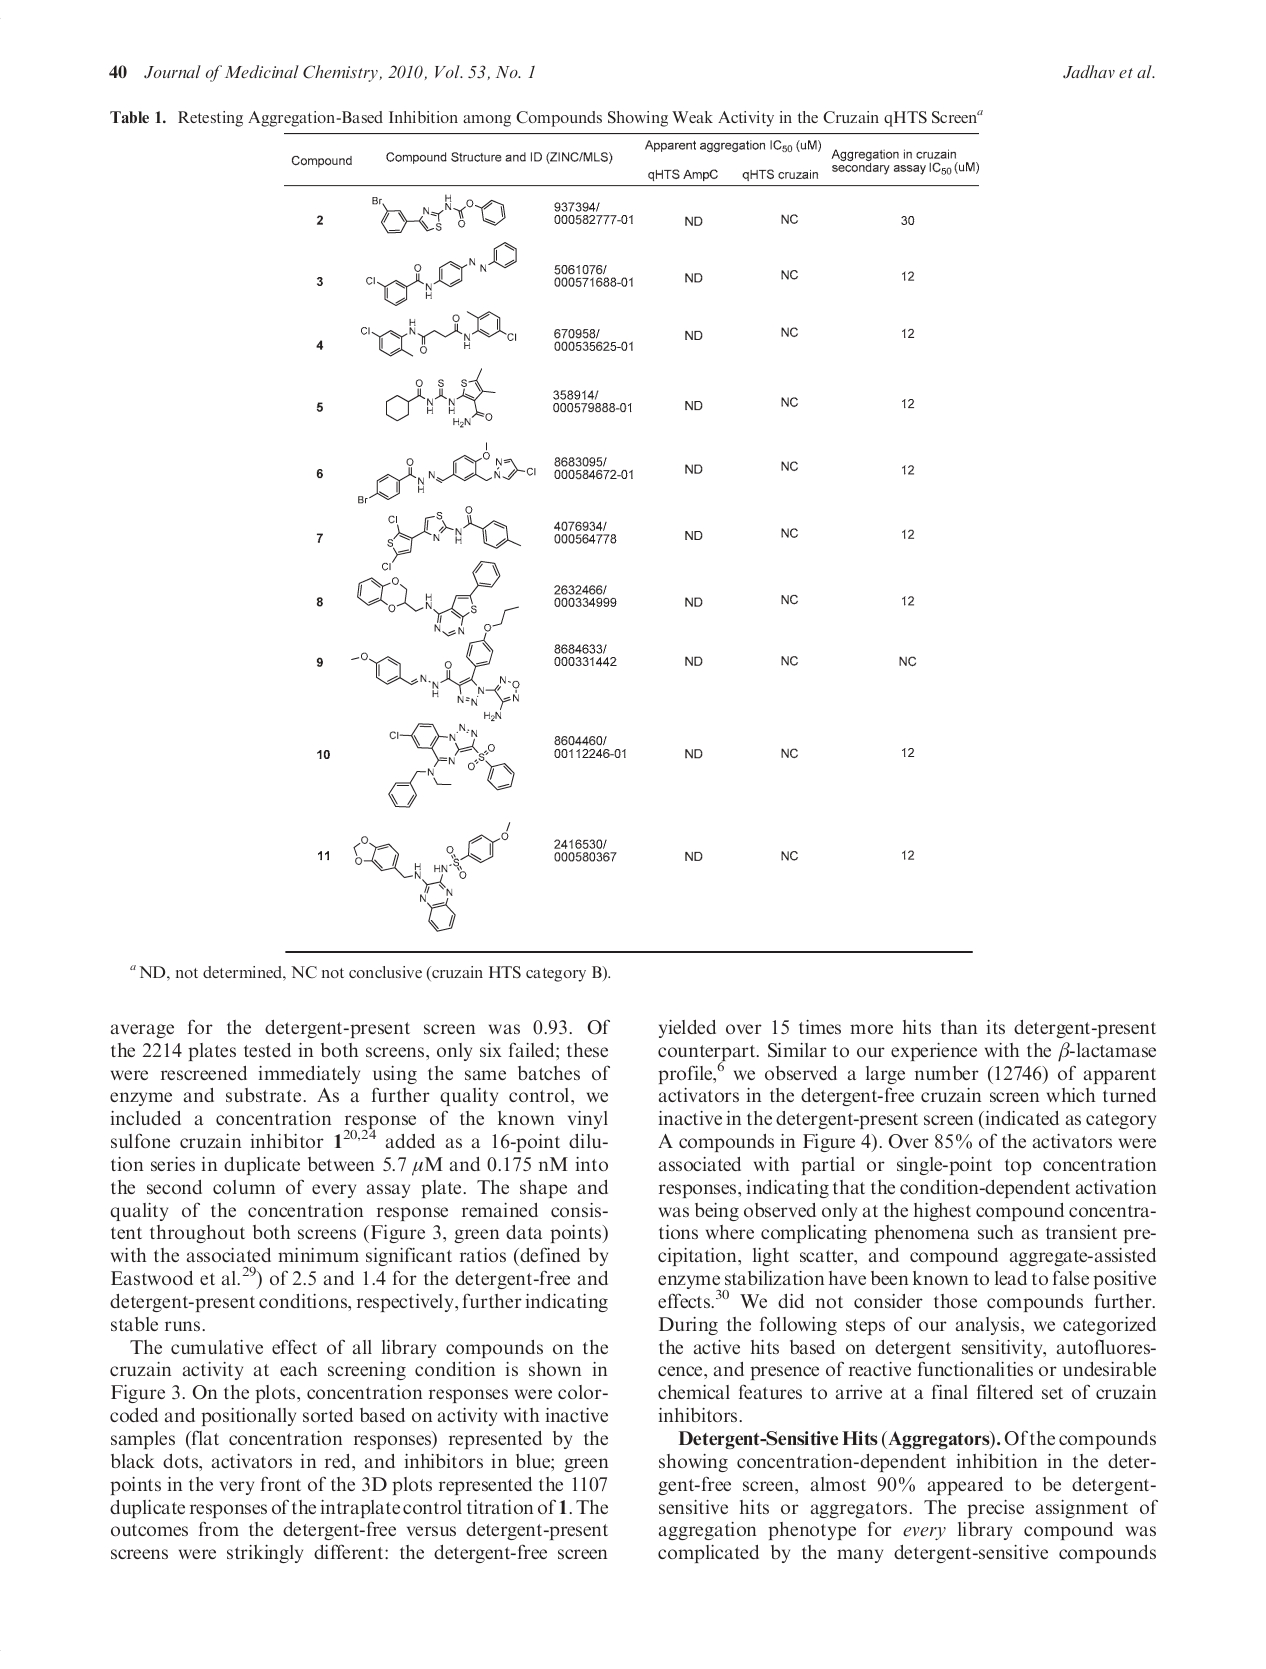 40 Journal of Medicinal Chemistry, 2010, Vol. 53, No. 1
Jadhav et al.
Table 1. Retesting Aggregation-Based Inhibition among Compounds Showing Weak Activity in the Cruzain qHTS Screen^a
Compound
Compound Structure and ID (ZINC/MLS)
Apparent aggregation IC50 (uM)
qHTS AmpC
qHTS cruzain
Aggregation in cruzain
secondary assay IC50 (uM)
2
937394/
000582777-01
ND
NC
30
3
5061076/
000571688-01
ND
NC
12
4
670958/
000535625-01
ND
NC
12
5
358914/
000579888-01
ND
NC
12
6
8683095/
000584672-01
ND
NC
12
7
4076934/
000564778
ND
NC
12
8
2632466/
000334999
ND
NC
12
9
8684633/
000331442
ND
NC
NC
10
8604460/
00112246-01
ND
NC
12
11
2416530/
000580367
ND
NC
12
^a ND, not determined, NC not conclusive (cruzain HTS category B).
average for the detergent-present screen was 0.93. Of
the 2214 plates tested in both screens, only six failed; these
were rescreened immediately using the same batches of
enzyme and substrate. As a further quality control, we
included a concentration response of the known vinyl
sulfone cruzain inhibitor 1^20,24 added as a 16-point dilu-
tion series in duplicate between 5.7 μM and 0.175 nM into
the second column of every assay plate. The shape and
quality of the concentration response remained consis-
tent throughout both screens (Figure 3, green data points)
with the associated minimum significant ratios (defined by
Eastwood et al.^29) of 2.5 and 1.4 for the detergent-free and
detergent-present conditions, respectively, further indicating
stable runs.
The cumulative effect of all library compounds on the
cruzain activity at each screening condition is shown in
Figure 3. On the plots, concentration responses were color-
coded and positionally sorted based on activity with inactive
samples (flat concentration responses) represented by the
black dots, activators in red, and inhibitors in blue; green
points in the very front of the 3D plots represented the 1107
duplicate responses of the intraplate control titration of 1. The
outcomes from the detergent-free versus detergent-present
screens were strikingly different: the detergent-free screen
yielded over 15 times more hits than its detergent-present
counterpart. Similar to our experience with the β-lactamase
profile,^6 we observed a large number (12746) of apparent
activators in the detergent-free cruzain screen which turned
inactive in the detergent-present screen (indicated as category
A compounds in Figure 4). Over 85% of the activators were
associated with partial or single-point top concentration
responses, indicating that the condition-dependent activation
was being observed only at the highest compound concentra-
tions where complicating phenomena such as transient pre-
cipitation, light scatter, and compound aggregate-assisted
enzyme stabilization have been known to lead to false positive
effects.^30 We did not consider those compounds further.
During the following steps of our analysis, we categorized
the active hits based on detergent sensitivity, autofluores-
cence, and presence of reactive functionalities or undesirable
chemical features to arrive at a final filtered set of cruzain
inhibitors.
Detergent-Sensitive Hits (Aggregators). Of the compounds
showing concentration-dependent inhibition in the deter-
gent-free screen, almost 90% appeared to be detergent-
sensitive hits or aggregators. The precise assignment of
aggregation phenotype for every library compound was
complicated by the many detergent-sensitive compounds